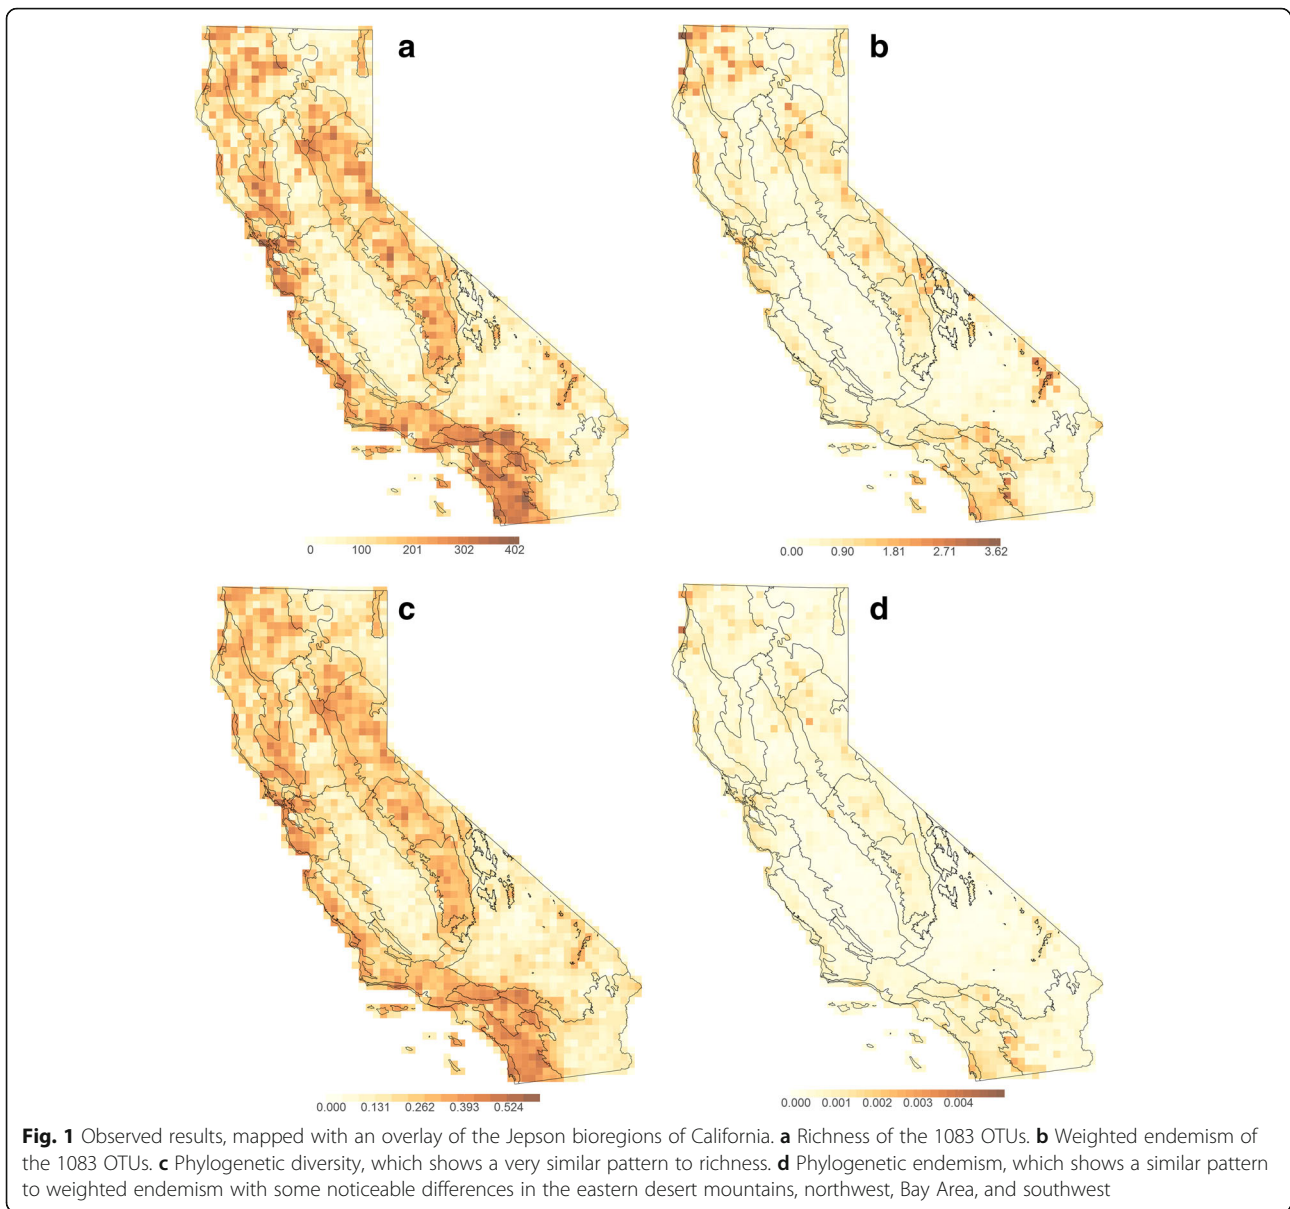 a
b
0 100 201 302 402
0.00 0.90 1.81 2.71 3.62
c
d
0.000 0.131 0.262 0.393 0.524
0.000 0.001 0.002 0.003 0.004
Fig. 1 Observed results, mapped with an overlay of the Jepson bioregions of California. a Richness of the 1083 OTUs. b Weighted endemism of
the 1083 OTUs. c Phylogenetic diversity, which shows a very similar pattern to richness. d Phylogenetic endemism, which shows a similar pattern
to weighted endemism with some noticeable differences in the eastern desert mountains, northwest, Bay Area, and southwest